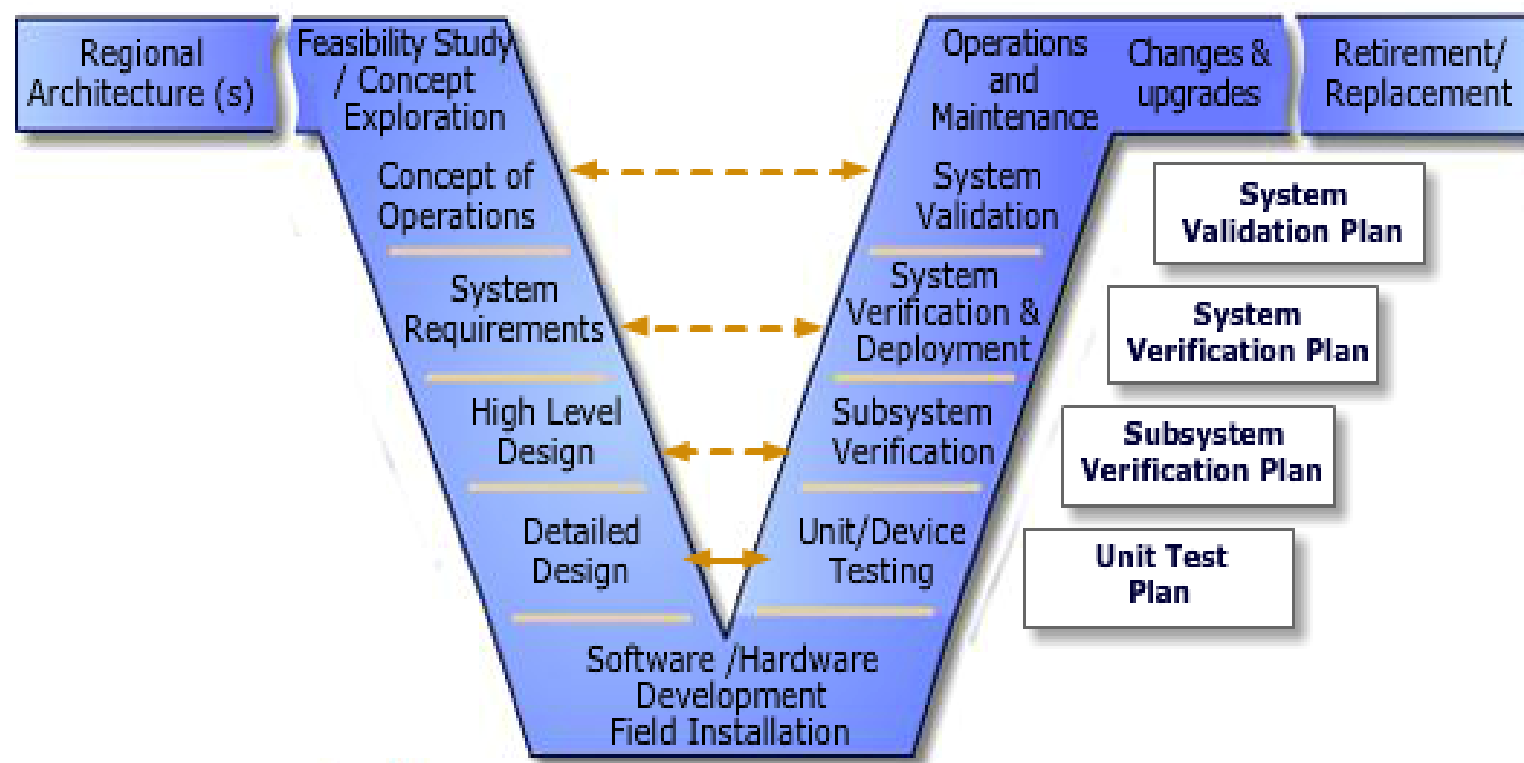 Regional
Architecture (s)
Feasibility Study
/ Concept
Exploration
Concept of
Operations
System
Requirements
High Level
Design
Detailed
Design
Software /Hardware
Development
Field Installation
Operations
and
Maintenance
Changes &
upgrades
Retirement/
Replacement
System
Validation
System
Verification &
Deployment
Subsystem
Verification
Unit/Device
Testing
System
Validation Plan
System
Verification Plan
Subsystem
Verification Plan
Unit Test
Plan